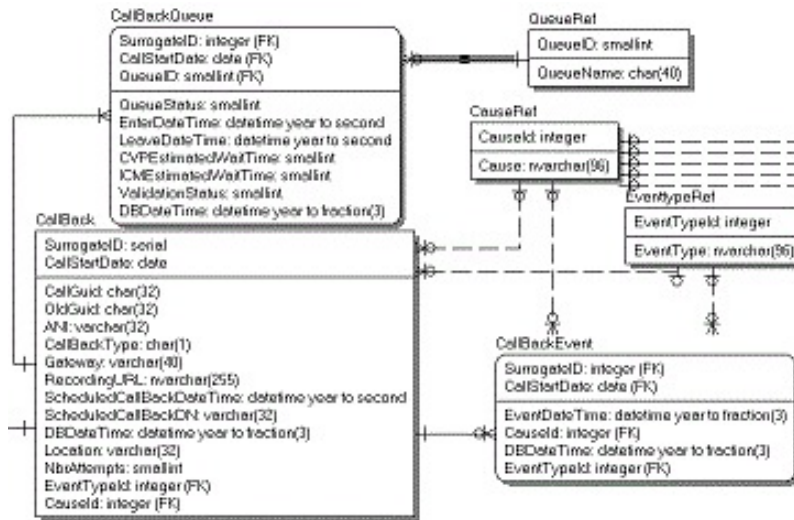 CallBackQueue
SurrogateID: integer (FK)
CallStartDate: date (FK)
QueueID: smallint (FK)
QueueStatus: smallint
EnterDateTime: datetime year to second
LeaveDateTime: datetime year to second
CVPEstimatedWaitTime: smallint
ICMEstimatedWaitTime: smallint
ValidationStatus: smallint
DBDateTime: datetime year to fraction(3)
QueueRef
QueueID: smallint
QueueName: char(40)
CauseRef
CauseId: integer
Cause: nvarchar(96)
EventtypeRef
EventTypeId: integer
EventType: nvarchar(96)
CallBack
SurrogateID: serial
CallStartDate: date
CallGuid: char(32)
OldGuid: char(32)
ANI: varchar(32)
CallBackType: char(1)
Gateway: varchar(40)
RecordingURL: nvarchar(255)
ScheduledCallBackDateTime: datetime year to second
ScheduledCallBackDN: varchar(32)
DBDateTime: datetime year to fraction(3)
Location: varchar(32)
NbrAttempts: smallint
EventTypeId: integer (FK)
CauseId: integer (FK)
CallBackEvent
SurrogateID: integer (FK)
CallStartDate: date (FK)
EventDateTime: datetime year to fraction(3)
CauseId: integer (FK)
DBDateTime: datetime year to fraction(3)
EventTypeId: integer (FK)